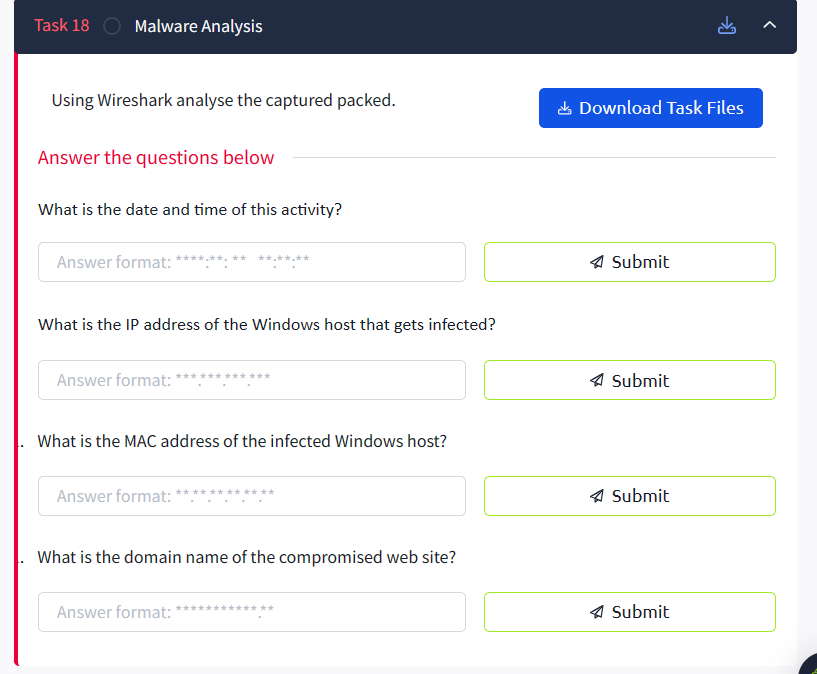 Task 18 Malware Analysis
Using Wireshark analyse the captured packed.
Download Task Files
Answer the questions below
What is the date and time of this activity?
Answer format: ****:**: ** **:**:**
Submit
What is the IP address of the Windows host that gets infected?
Answer format: ***.***.***.***
Submit
. What is the MAC address of the infected Windows host?
Answer format: **.**.**.**.**.**
Submit
. What is the domain name of the compromised web site?
Answer format: ***********.**
Submit